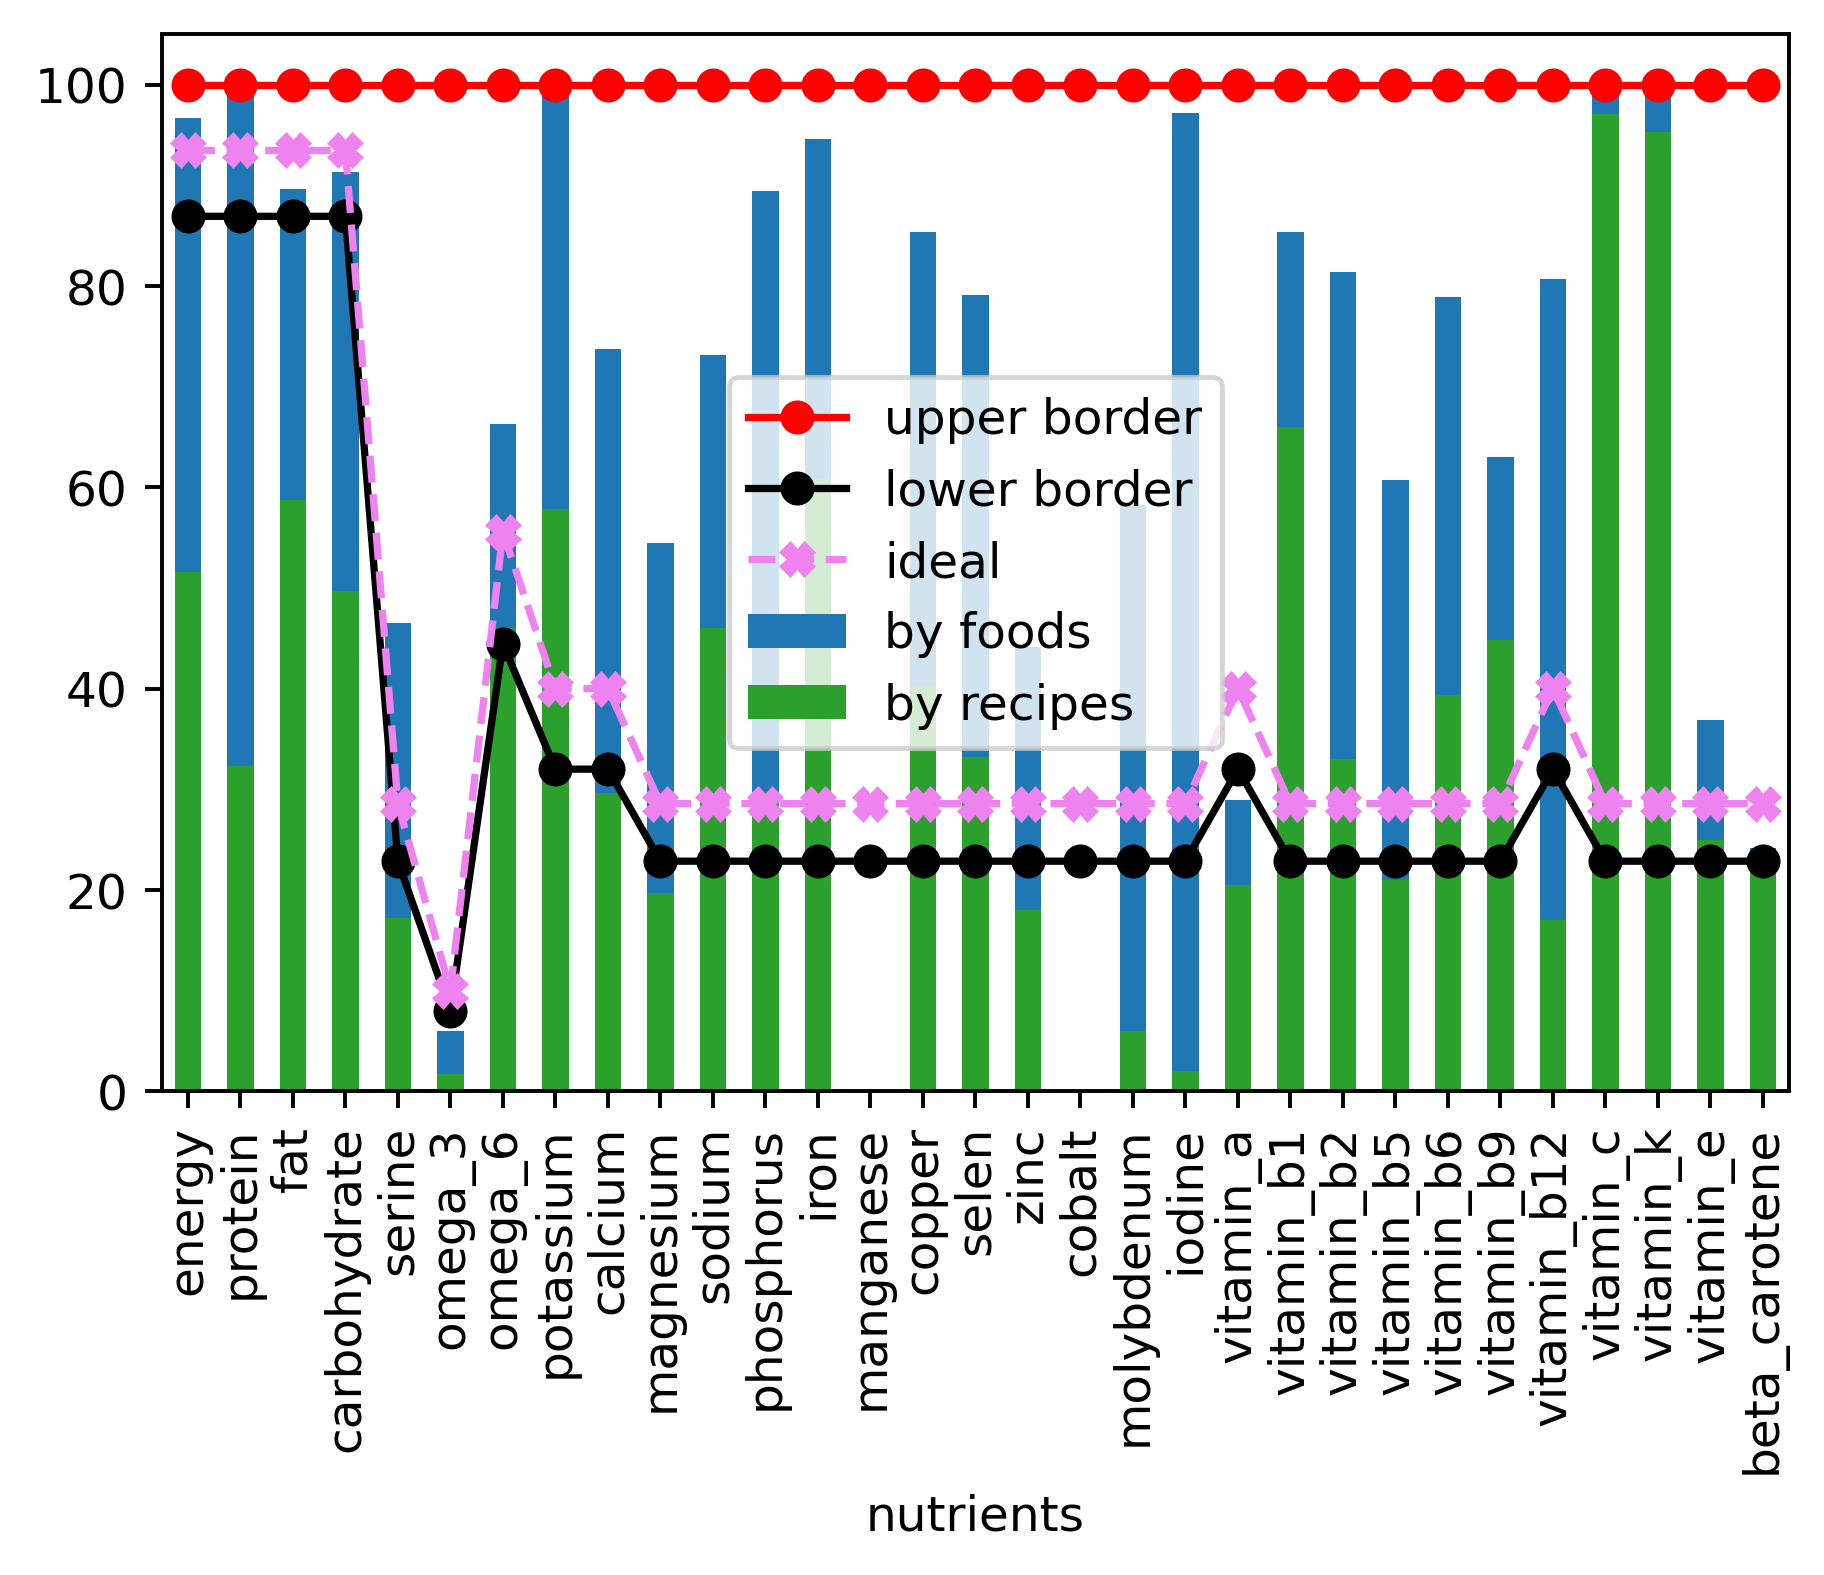 100
80
60
40
20
0
upper border
lower border
ideal
by foods
by recipes
energy
protein
fat
carbohydrate
serine
omega_3
omega_6
potassium
calcium
magnesium
sodium
phosphorus
iron
manganese
copper
selen
zinc
cobalt
molybdenum
iodine
vitamin_a
vitamin_b1
vitamin_b2
vitamin_b5
vitamin_b6
vitamin_b9
vitamin_b12
vitamin_c
vitamin_k
vitamin_e
beta_carotene
nutrients